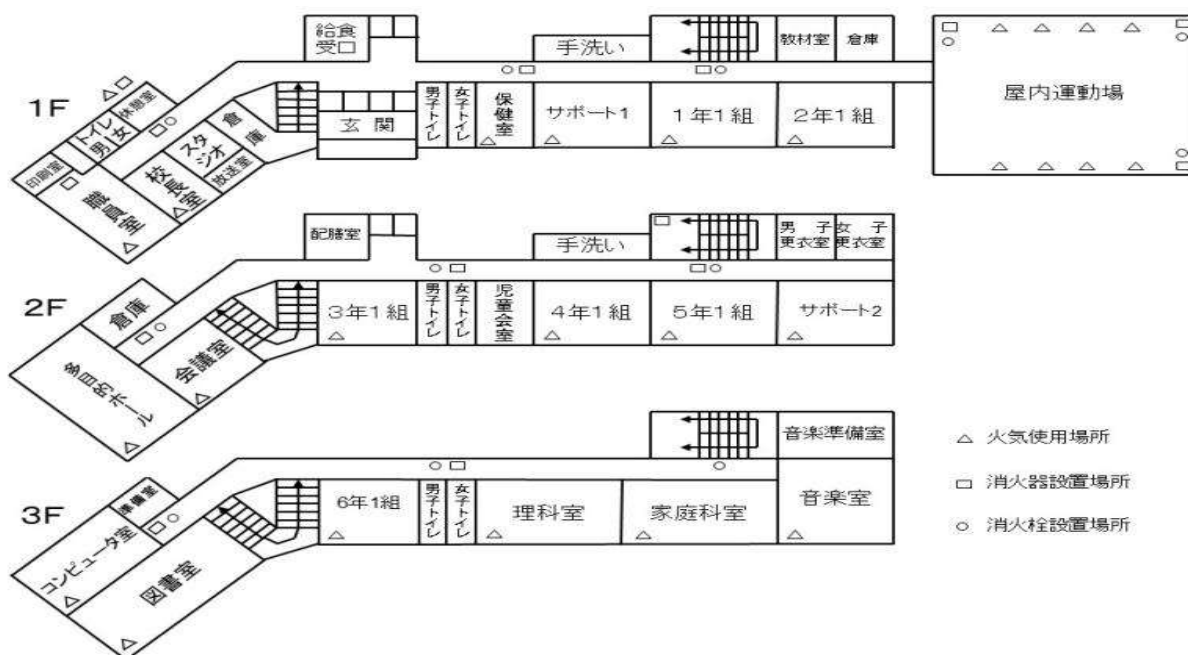 1F
給食
受口
手洗い
教材室
倉庫
屋内運動場
休憩室
トイレ
男女
印刷室
職員室
校長室
スタジオ
倉庫
放送室
玄関
男子トイレ
女子トイレ
保健室
サポート1
1年1組
2年1組
2F
配膳室
手洗い
男子
更衣室
女子
更衣室
倉庫
多目的ホール
会議室
3年1組
男子トイレ
女子トイレ
児童会室
4年1組
5年1組
サポート2
3F
音楽準備室
準備室
コンピュータ室
図書室
6年1組
男子トイレ
女子トイレ
理科室
家庭科室
音楽室
△ 火気使用場所
□ 消火器設置場所
○ 消火栓設置場所